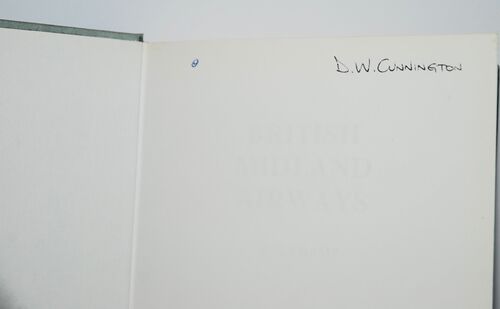 D.W. CUNNINGTON
BRITISH
MIDLAND
AIRWAYS